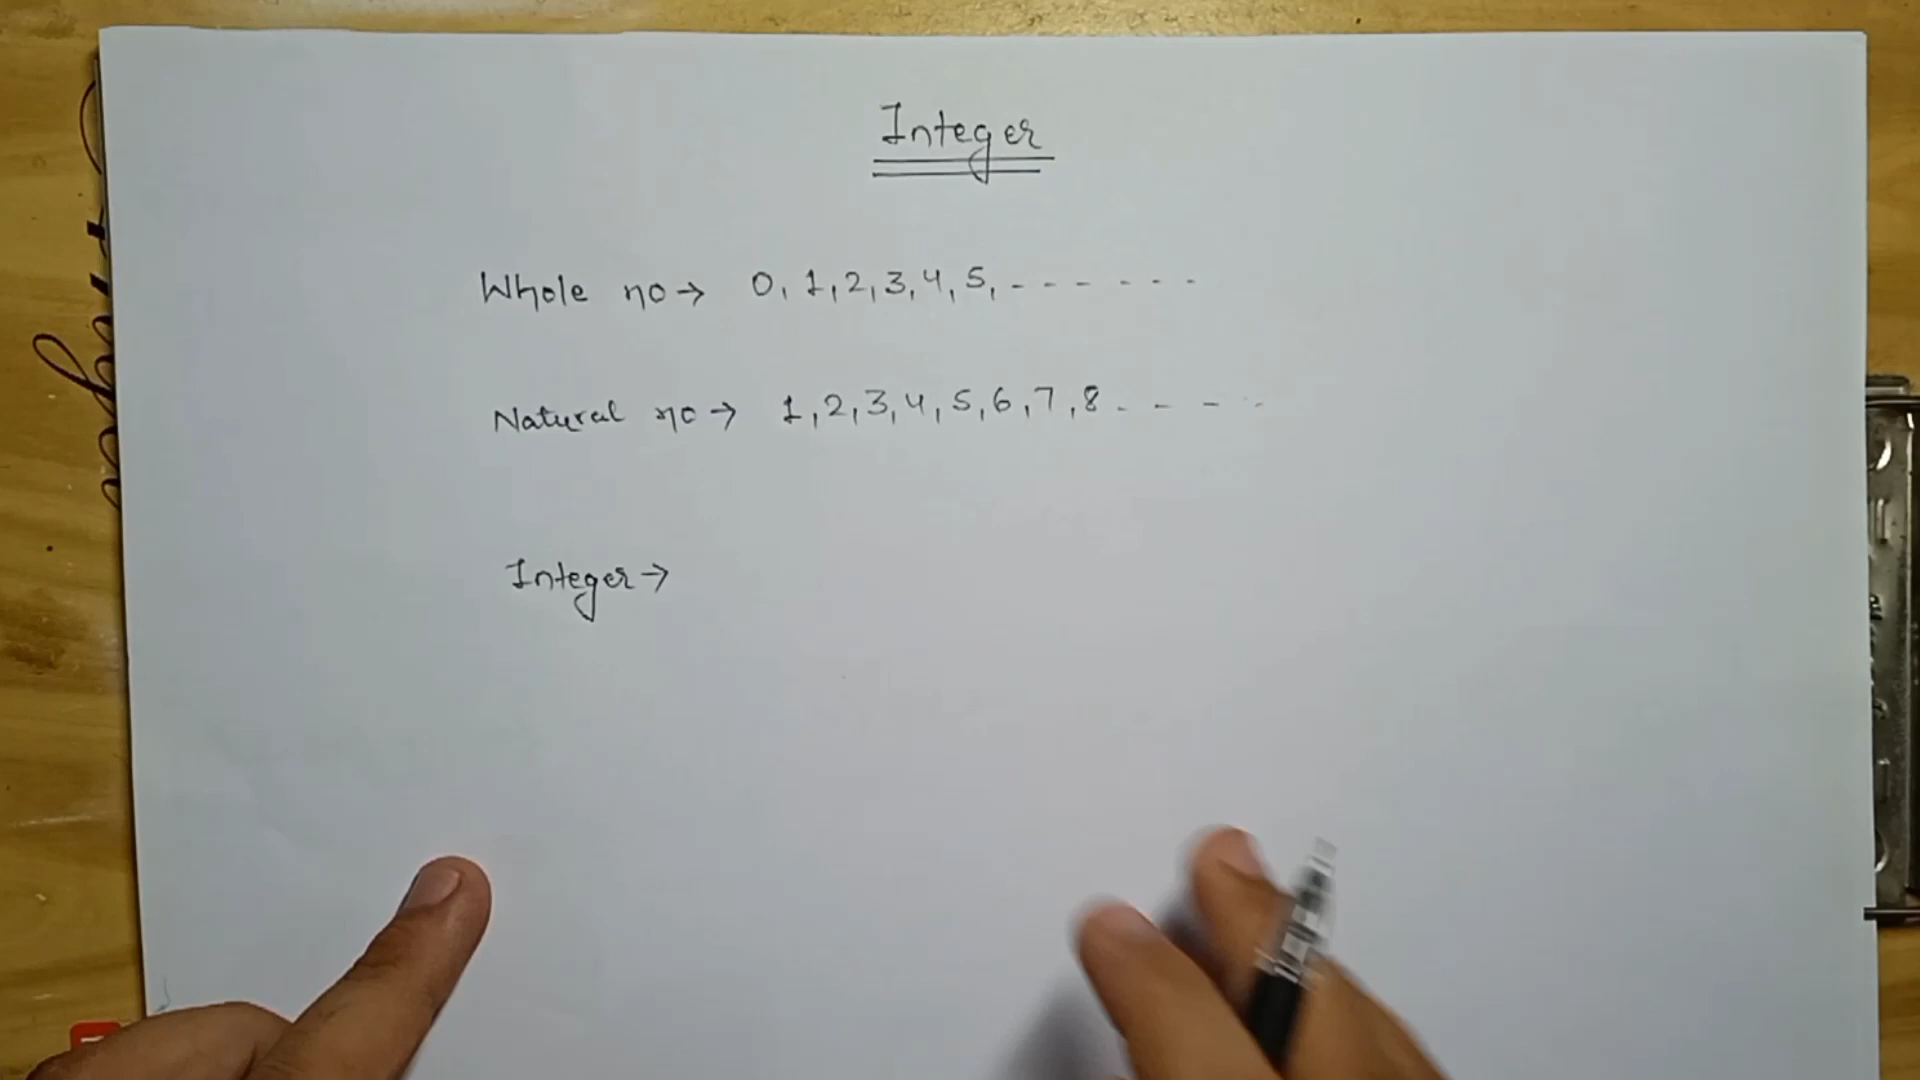 Integer
Whole no → 0, 1, 2, 3, 4, 5, - - - - - -
Natural no → 1, 2, 3, 4, 5, 6, 7, 8 - - - -
Integer →